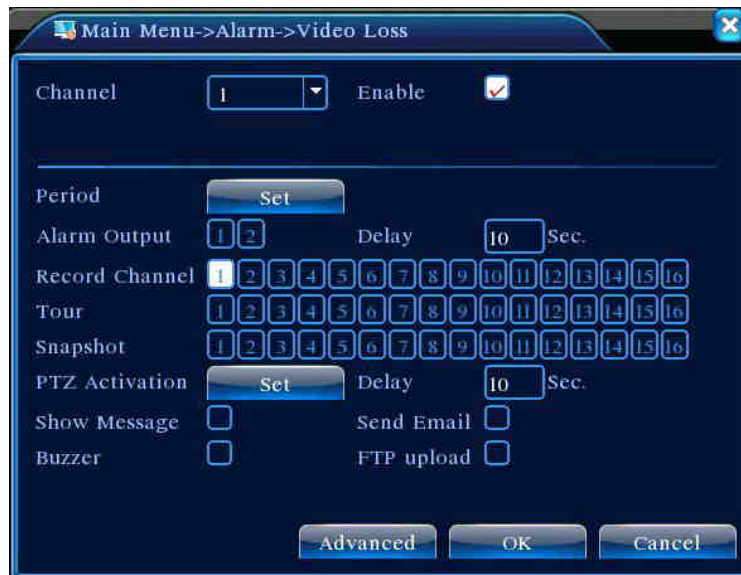 Main Menu->Alarm->Video Loss
Channel 1 Enable
Period Set
Alarm Output 1 2 Delay 10 Sec.
Record Channel 1 2 3 4 5 6 7 8 9 10 11 12 13 14 15 16
Tour 1 2 3 4 5 6 7 8 9 10 11 12 13 14 15 16
Snapshot 1 2 3 4 5 6 7 8 9 10 11 12 13 14 15 16
PTZ Activation Set Delay 10 Sec.
Show Message Send Email
Buzzer FTP upload
Advanced OK Cancel